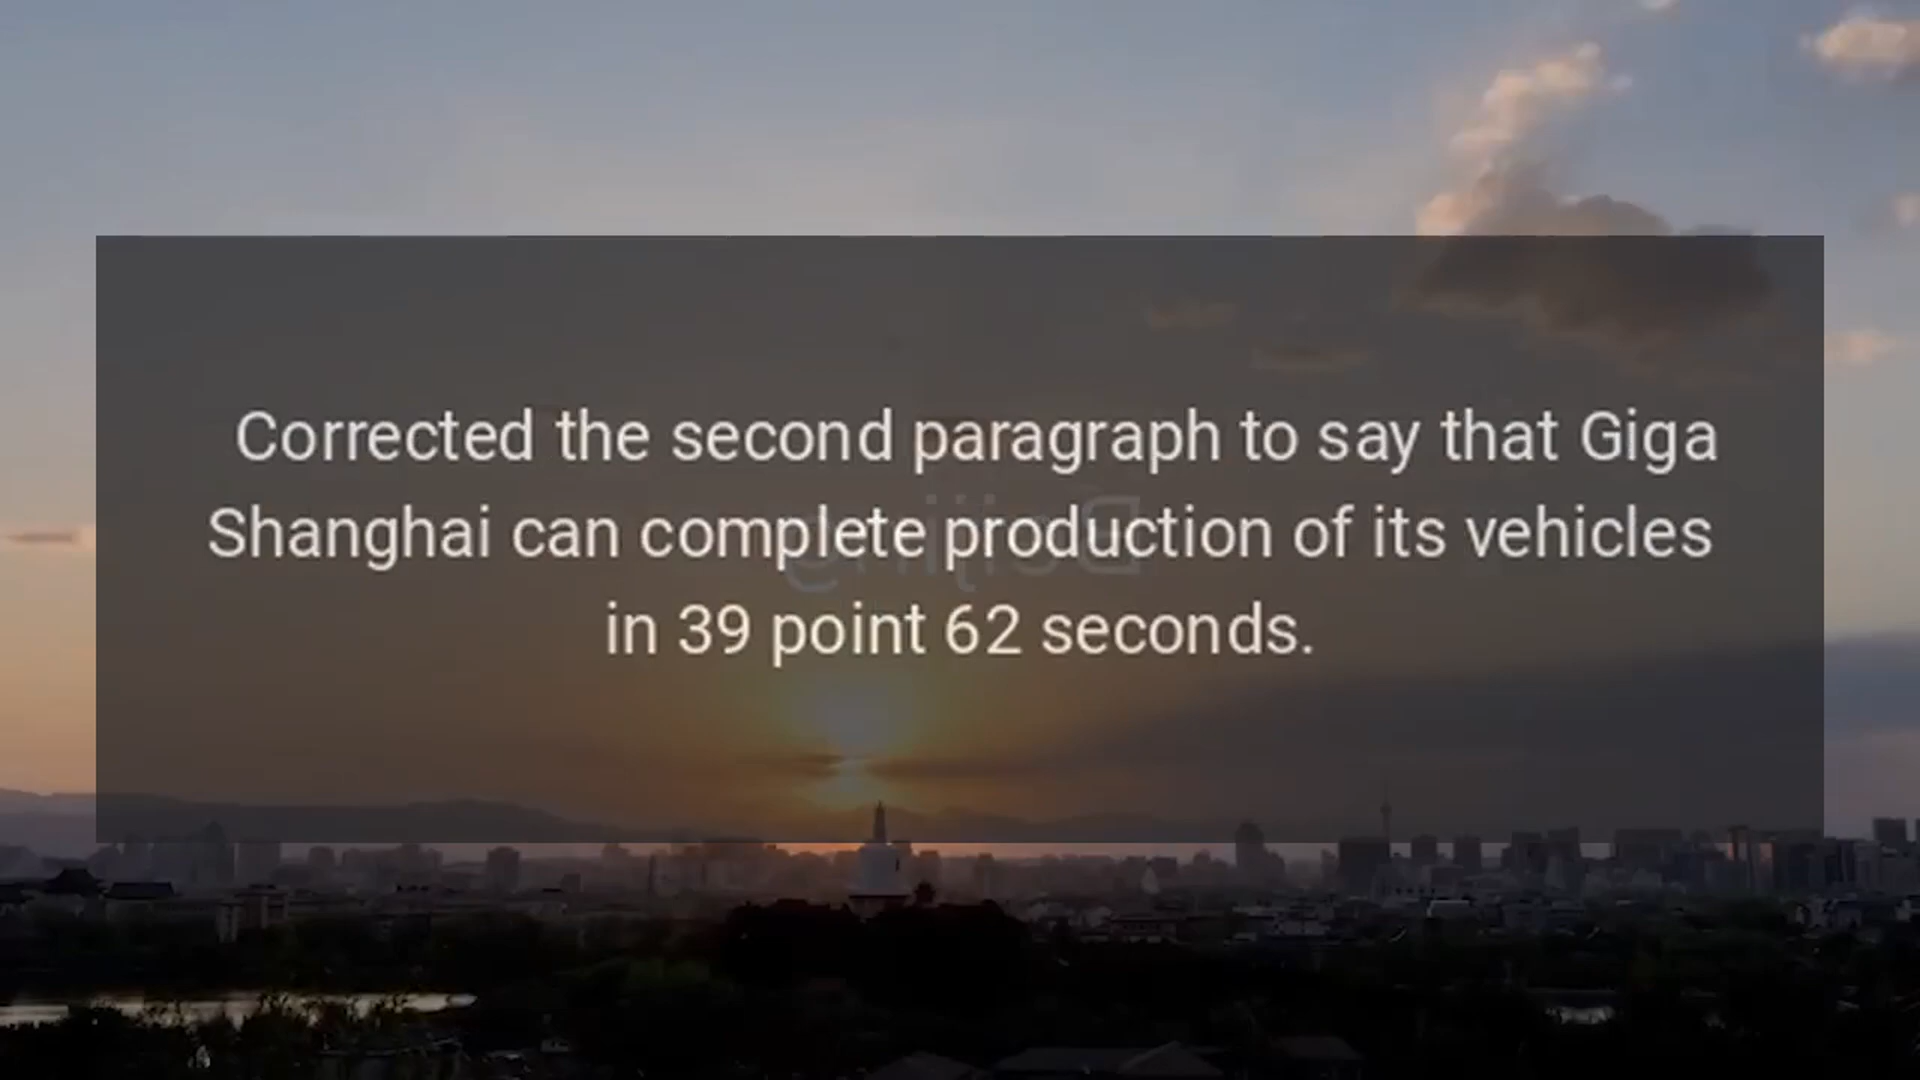 Corrected the second paragraph to say that Giga
Shanghai can complete production of its vehicles
in 39 point 62 seconds.